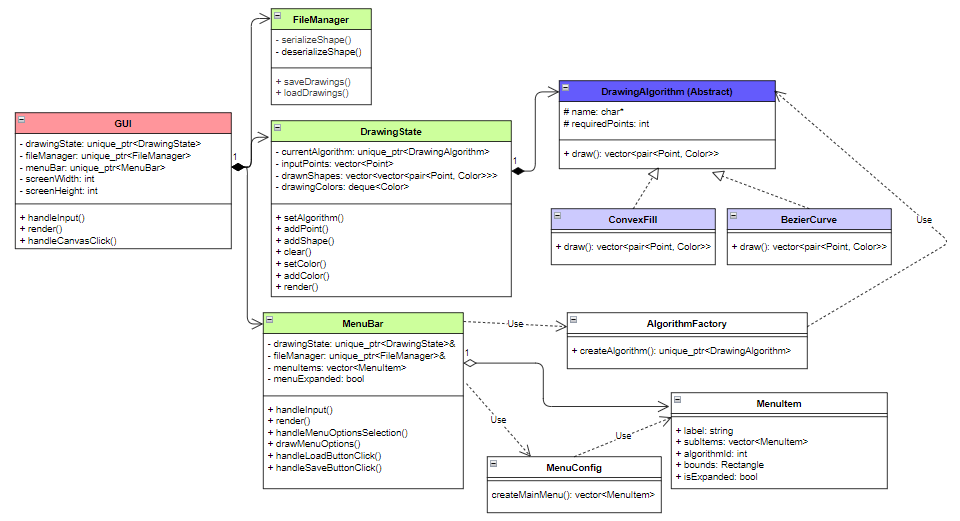 FileManager
- serializeShape()
- deserializeShape()
+ saveDrawings()
+ loadDrawings()
GUI
- drawingState: unique_ptr<DrawingState>
- fileManager: unique_ptr<FileManager>
- menuBar: unique_ptr<MenuBar>
- screenWidth: int
- screenHeight: int
+ handleInput()
+ render()
+ handleCanvasClick()
1
DrawingState
- currentAlgorithm: unique_ptr<DrawingAlgorithm>
- inputPoints: vector<Point>
- drawnShapes: vector<vector<pair<Point, Color>>>
- drawingColors: deque<Color>
+ setAlgorithm()
+ addPoint()
+ addShape()
+ clear()
+ setColor()
+ addColor()
+ render()
1
DrawingAlgorithm (Abstract)
# name: char*
# requiredPoints: int
+ draw(): vector<pair<Point, Color>>
ConvexFill
+ draw(): vector<pair<Point, Color>>
BezierCurve
+ draw(): vector<pair<Point, Color>>
Use
MenuBar
- drawingState: unique_ptr<DrawingState>&
- fileManager: unique_ptr<FileManager>&
- menuItems: vector<MenuItem>
- menuExpanded: bool
+ handleInput()
+ render()
+ handleMenuOptionsSelection()
+ drawMenuOptions()
+ handleLoadButtonClick()
+ handleSaveButtonClick()
Use
1
AlgorithmFactory
+ createAlgorithm(): unique_ptr<DrawingAlgorithm>
Use
MenuConfig
createMainMenu(): vector<MenuItem>
Use
MenuItem
+ label: string
+ subItems: vector<MenuItem>
+ algorithmId: int
+ bounds: Rectangle
+ isExpanded: bool